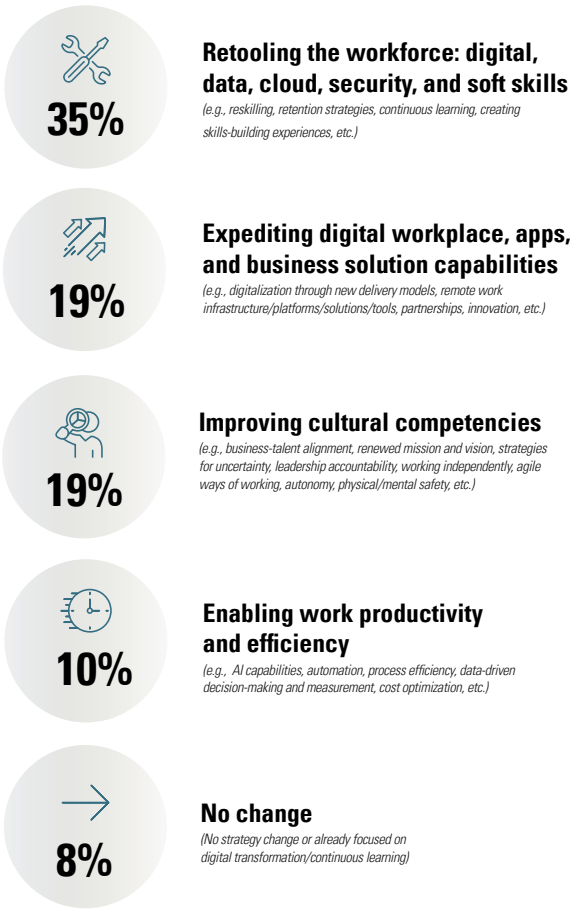 35%
Retooling the workforce: digital,
data, cloud, security, and soft skills
(e.g., reskilling, retention strategies, continuous learning, creating
skills-building experiences, etc.)
19%
Expediting digital workplace, apps,
and business solution capabilities
(e.g., digitalization through new delivery models, remote work
infrastructure/platforms/solutions/tools, partnerships, innovation, etc.)
19%
Improving cultural competencies
(e.g., business-talent alignment, renewed mission and vision, strategies
for uncertainty, leadership accountability, working independently, agile
ways of working, autonomy, physical/mental safety, etc.)
10%
Enabling work productivity
and efficiency
(e.g., AI capabilities, automation, process efficiency, data-driven
decision-making and measurement, cost optimization, etc.)
8%
No change
(No strategy change or already focused on
digital transformation/continuous learning)